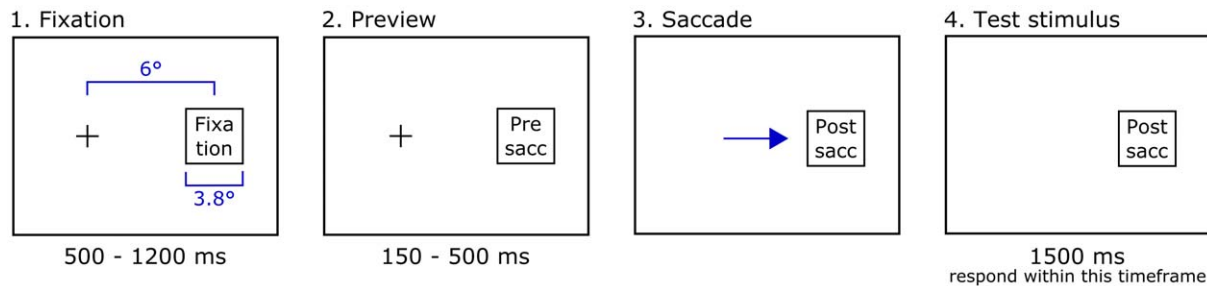 1. Fixation
6°
Fixa
tion
3.8°
500 - 1200 ms
2. Preview
Pre
sacc
150 - 500 ms
3. Saccade
Post
sacc
4. Test stimulus
Post
sacc
1500 ms
respond within this timeframe